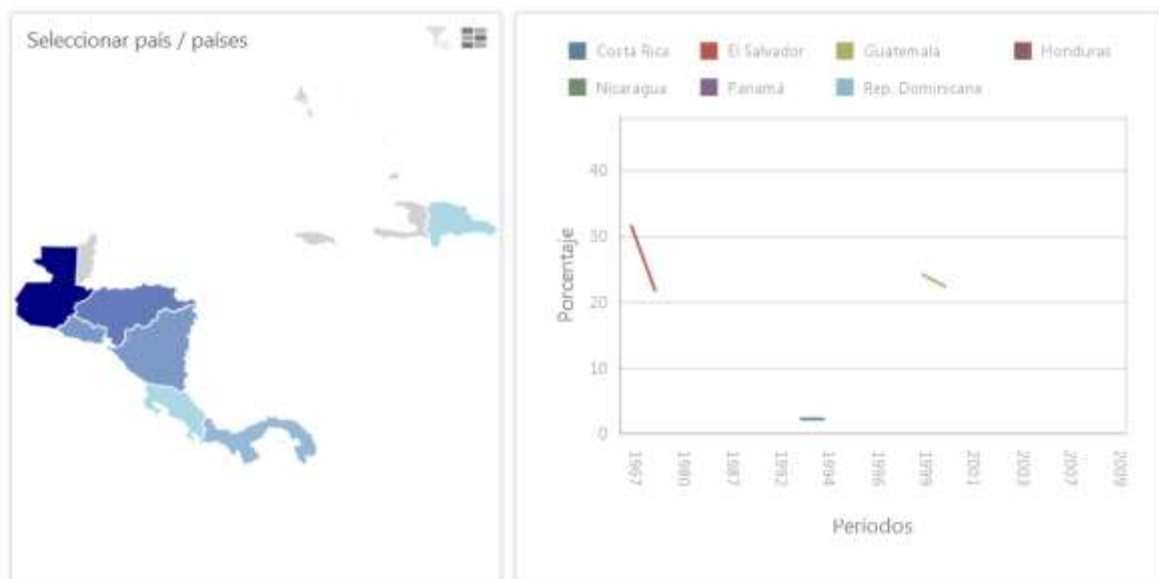 Seleccionar país / países
Costa Rica El Salvador Guatemala Honduras
Nicaragua Panamá Rep. Dominicana
Porcentaje
40
30
20
10
0
1967 1980 1987 1992 1994 1996 1999 2001 2003 2007 2009
Períodos